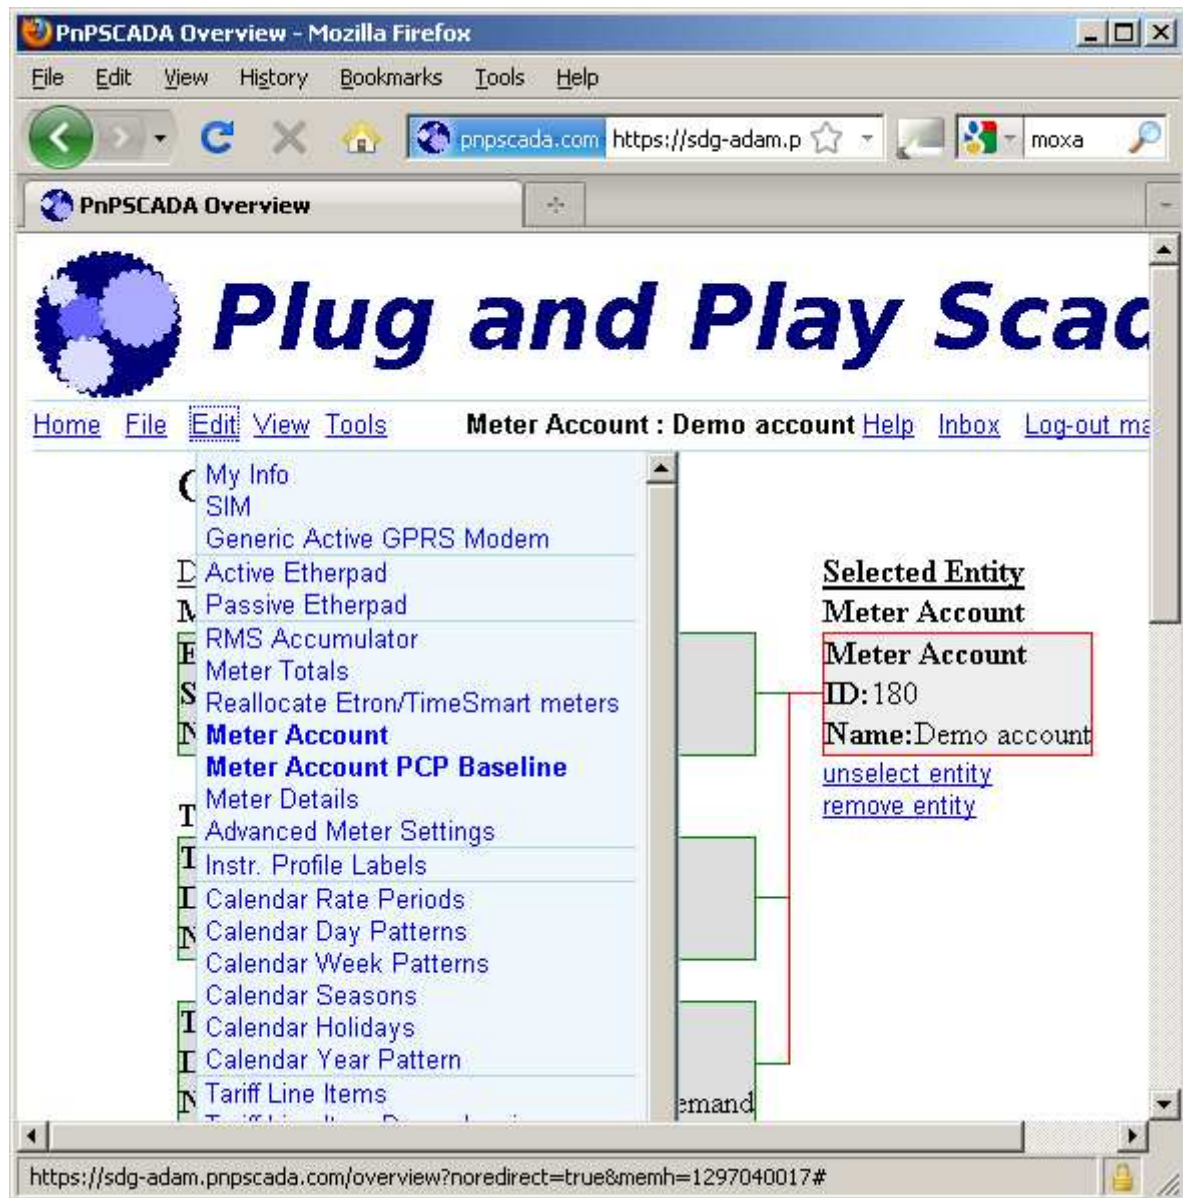 PnPSCADA Overview - Mozilla Firefox
File Edit View History Bookmarks Tools Help
pnpscada.com https://sdg-adam.p moxa
PnPSCADA Overview
Plug and Play Scad
Home File Edit View Tools Meter Account : Demo account Help Inbox Log-out ma
My Info
SIM
Generic Active GPRS Modem
Active Etherpad
Passive Etherpad
RMS Accumulator
Meter Totals
Reallocate Etron/TimeSmart meters
Meter Account
Meter Account PCP Baseline
Meter Details
Advanced Meter Settings
Instr. Profile Labels
Calendar Rate Periods
Calendar Day Patterns
Calendar Week Patterns
Calendar Seasons
Calendar Holidays
Calendar Year Pattern
Tariff Line Items
emand
Selected Entity
Meter Account
Meter Account
ID:180
Name:Demo account
unselect entity
remove entity
https://sdg-adam.pnpscada.com/overview?noredirect=true&memh=1297040017#